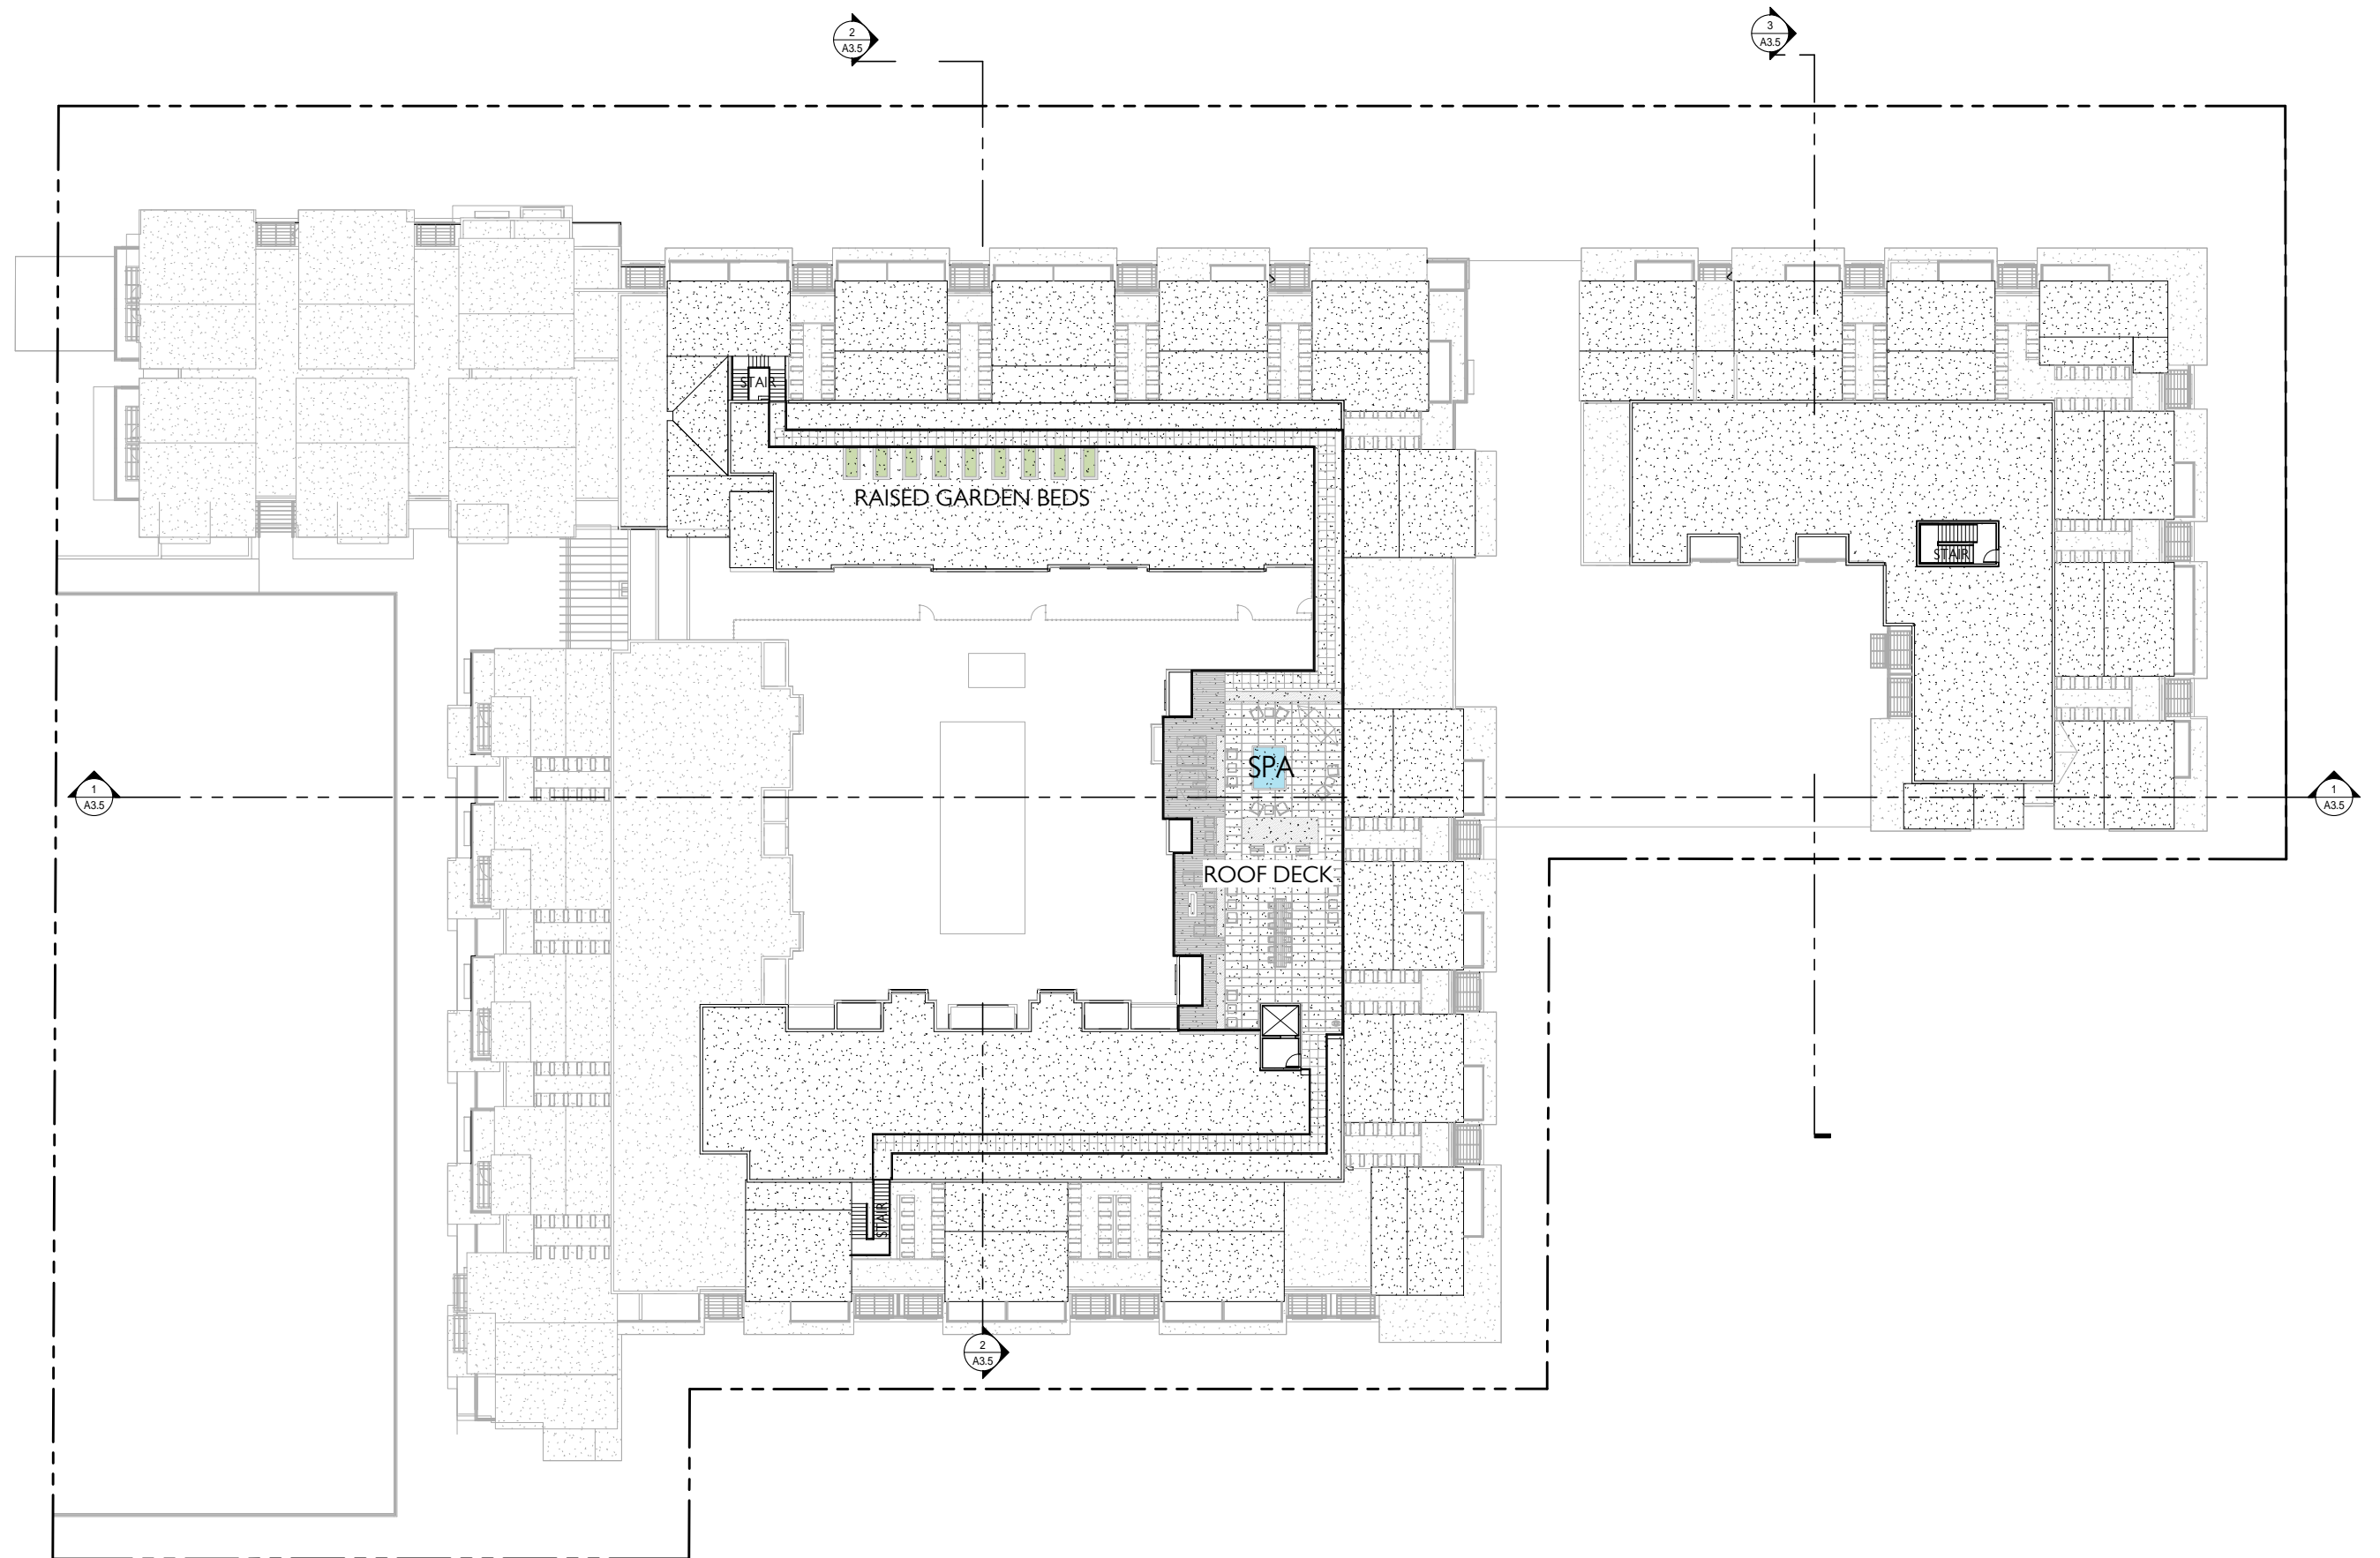 2
A3.5
3
A3.5
STAIR
RAISED GARDEN BEDS
STAIR
SPA
1
A3.5
1
A3.5
ROOF DECK
STAIR
2
A3.5